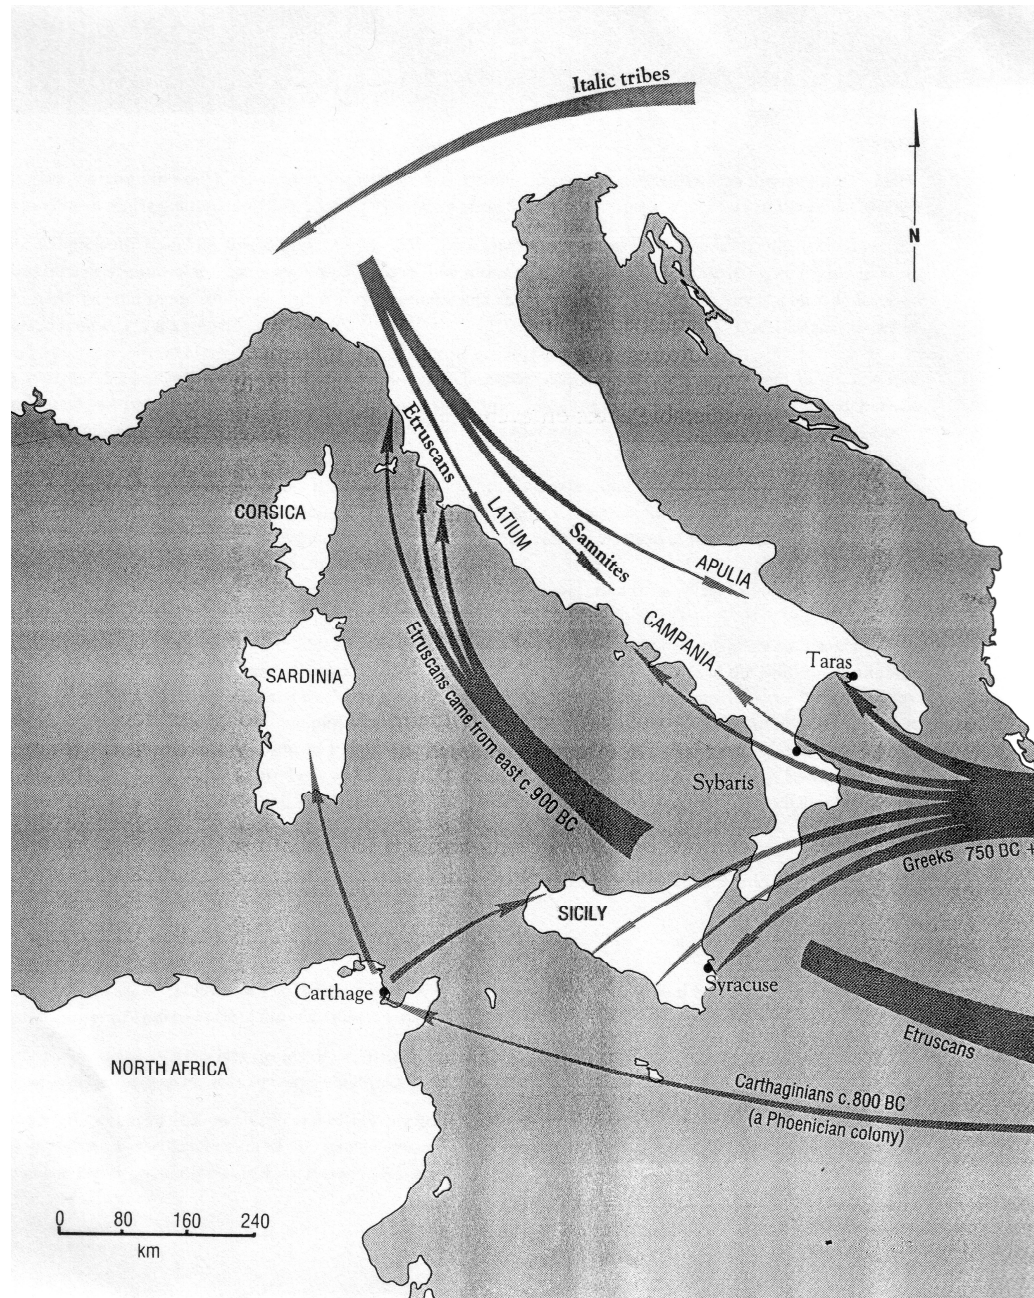 Italic tribes
N
Etruscans
LATIUM
CORSICA
Samnites
APULIA
CAMPANIA
Taras
SARDINIA
Etruscans came from east c. 900 BC
Sybaris
Greeks 750 BC +
SICILY
Syracuse
Carthage
Etruscans
NORTH AFRICA
Carthaginians c.800 BC
(a Phoenician colony)
0 80 160 240
km